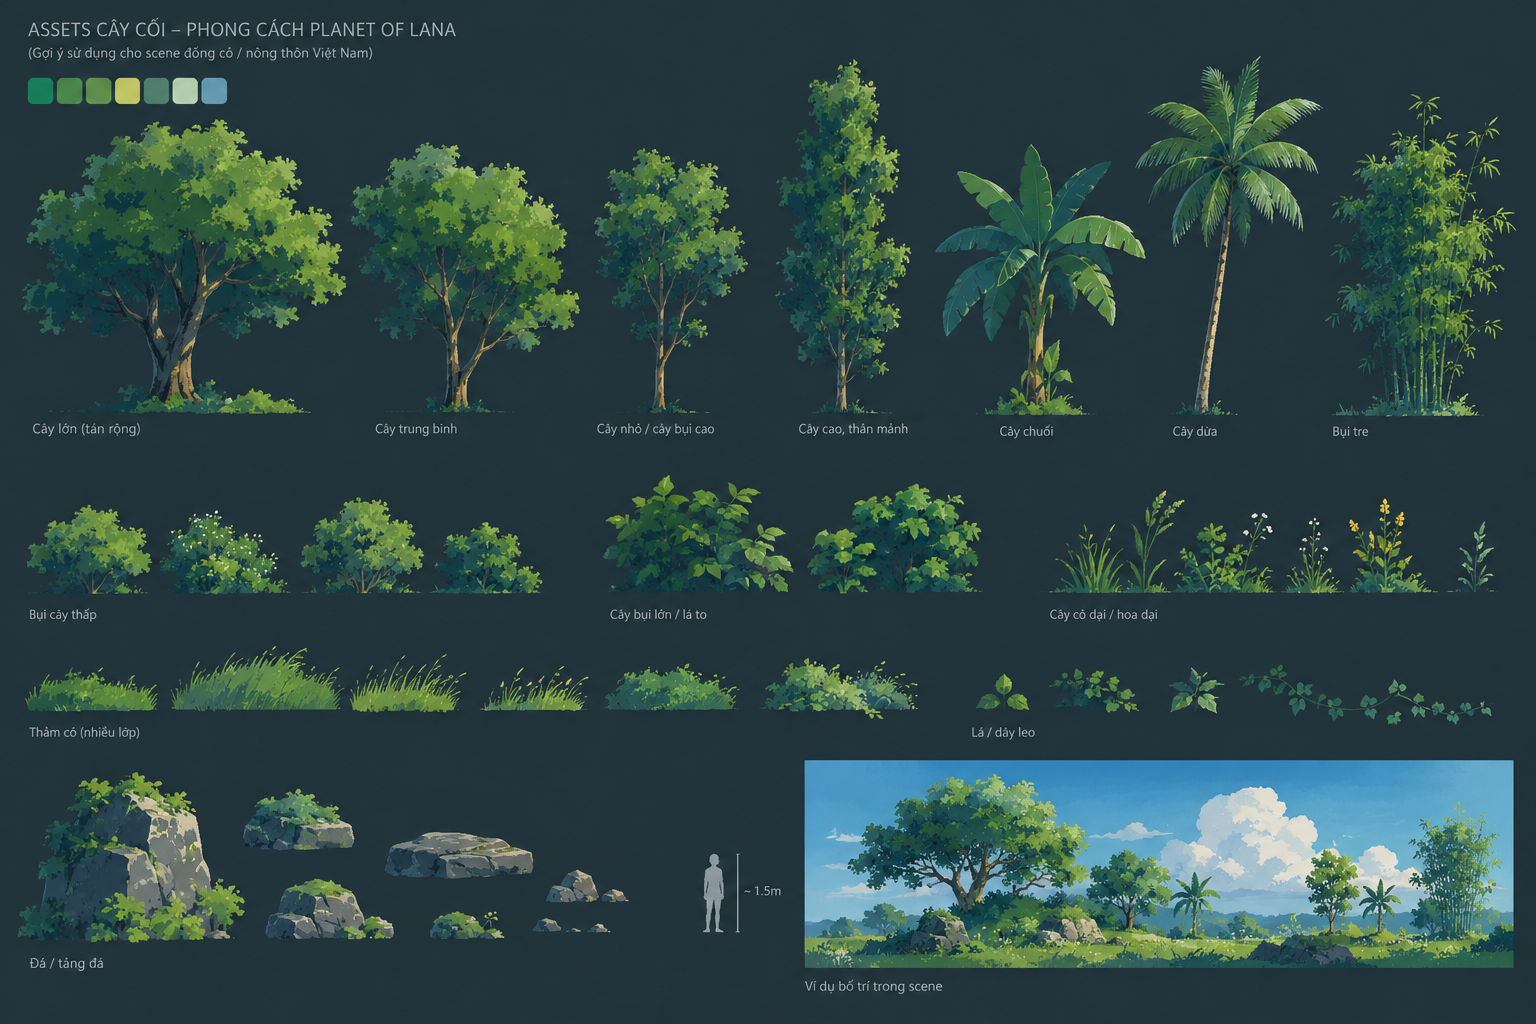 ASSETS CÂY CỐI – PHONG CÁCH PLANET OF LANA
(Gợi ý sử dụng cho scene đồng cỏ / nông thôn Việt Nam)
Cây lớn (tán rộng)
Cây trung bình
Cây nhỏ / cây bụi cao
Cây cao, thân mảnh
Cây chuối
Cây dừa
Bụi tre
Bụi cây thấp
Cây bụi lớn / lá to
Cây cỏ dại / hoa dại
Thảm cỏ (nhiều lớp)
Lá / dây leo
~ 1.5m
Đá / tảng đá
Ví dụ bố trí trong scene